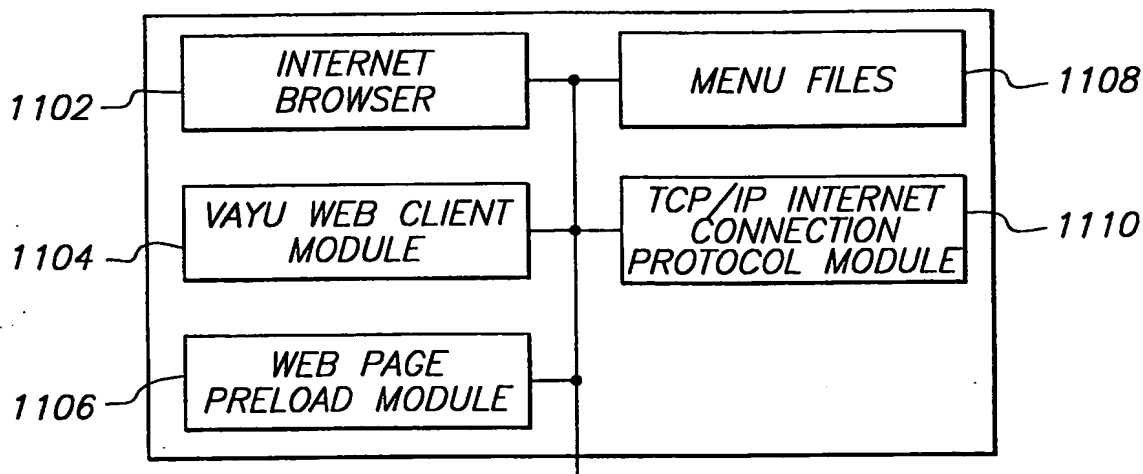 INTERNET
BROWSER
1102
MENU FILES
1108
VAYU WEB CLIENT
MODULE
1104
TCP/IP INTERNET
CONNECTION
PROTOCOL MODULE
1110
WEB PAGE
PRELOAD MODULE
1106